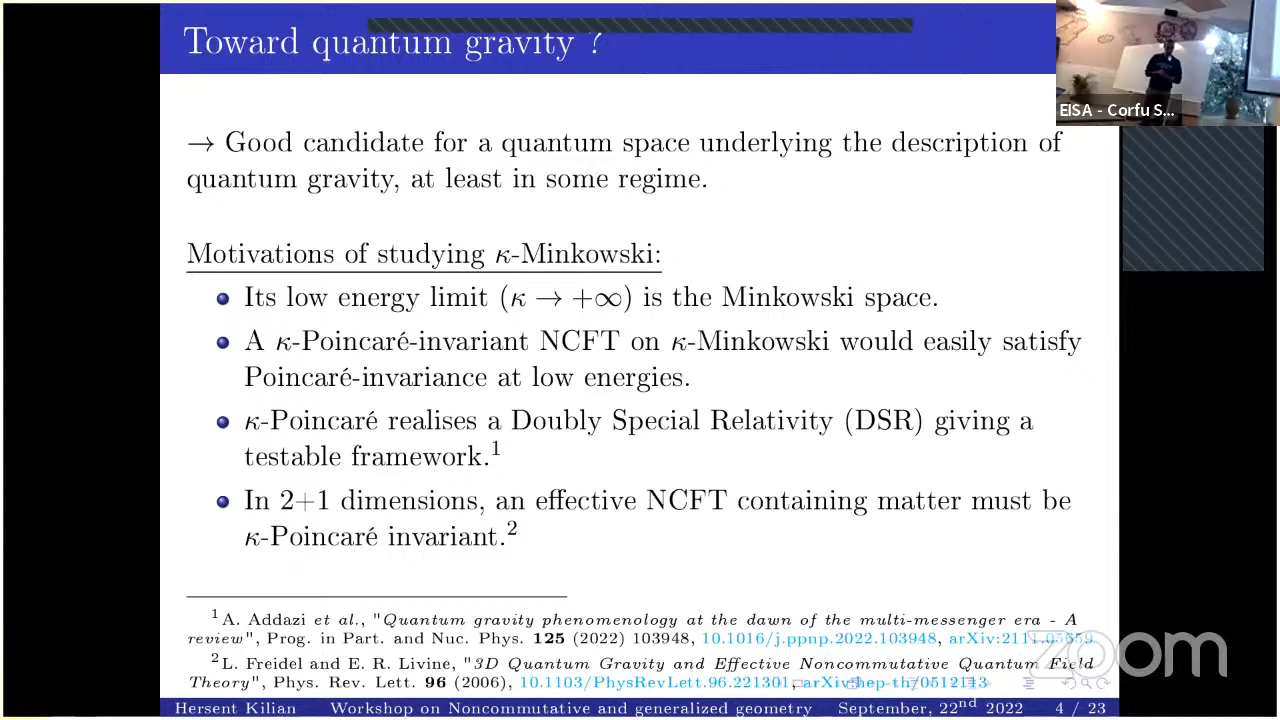 Toward quantum gravity ?
EISA - Corfu S...
→ Good candidate for a quantum space underlying the description of
quantum gravity, at least in some regime.
Motivations of studying κ-Minkowski:
Its low energy limit (κ → +∞) is the Minkowski space.
A κ-Poincaré-invariant NCFT on κ-Minkowski would easily satisfy
Poincaré-invariance at low energies.
κ-Poincaré realises a Doubly Special Relativity (DSR) giving a
testable framework.¹
In 2+1 dimensions, an effective NCFT containing matter must be
κ-Poincaré invariant.²
¹A. Addazi et al., "Quantum gravity phenomenology at the dawn of the multi-messenger era - A
review", Prog. in Part. and Nuc. Phys. 125 (2022) 103948, 10.1016/j.ppnp.2022.103948, arXiv:2111.05659
²L. Freidel and E. R. Livine, "3D Quantum Gravity and Effective Noncommutative Quantum Field
Theory", Phys. Rev. Lett. 96 (2006), 10.1103/PhysRevLett.96.221301, arXiv:hep-th/0512113
zoom
Hersent Kilian Workshop on Noncommutative and generalized geometry September, 22nd 2022 4 / 23